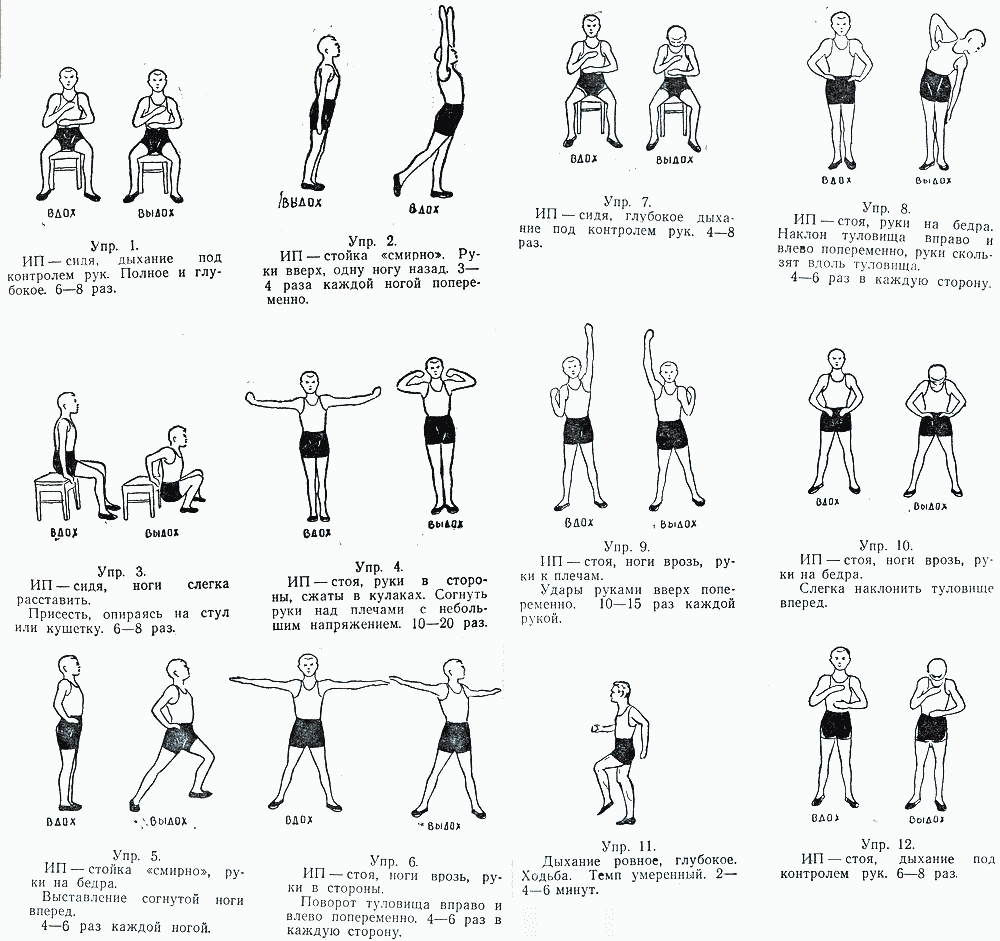 ВДОХ
ВЫДОХ
Упр. 1.
ИП — сидя, дыхание под
контролем рук. Полное и глу-
бокое. 6—8 раз.
ВЫДОХ
ВДОХ
Упр. 2.
ИП — стойка «смирно». Ру-
ки вверх, одну ногу назад. 3—
4 раза каждой ногой попере-
менно.
ВДОХ
ВЫДОХ
Упр. 7.
ИП — сидя, глубокое дыха-
ние под контролем рук. 4—8
раз.
ВДОХ
ВЫДОХ
Упр. 8.
ИП — стоя, руки на бедра.
Наклон туловища вправо и
влево попеременно, руки сколь-
зят вдоль туловища.
4—6 раз в каждую сторону.
ВДОХ
ВЫДОХ
Упр. 3.
ИП — сидя, ноги слегка
расставить.
Присесть, опираясь на стул
или кушетку. 6—8 раз.
ВДОХ
ВЫДОХ
Упр. 4.
ИП — стоя, руки в сторо-
ны, сжаты в кулаках. Согнуть
руки над плечами с неболь-
шим напряжением. 10—20 раз.
ВДОХ
ВЫДОХ
Упр. 9.
ИП — стоя, ноги врозь, ру-
ки к плечам.
Удары руками вверх попе-
ременно. 10—15 раз каждой
рукой.
ВДОХ
ВЫДОХ
Упр. 10.
ИП — стоя, ноги врозь, ру-
ки на бедра.
Слегка наклонить туловище
вперед.
ВДОХ
ВЫДОХ
Упр. 5.
ИП — стойка «смирно», ру-
ки на бедра.
Выставление согнутой ноги
вперед.
4—6 раз каждой ногой.
ВДОХ
ВЫДОХ
Упр. 6.
ИП — стоя, ноги врозь, ру-
ки в стороны.
Поворот туловища вправо и
влево попеременно. 4—6 раз в
каждую сторону.
Упр. 11.
Дыхание ровное, глубокое.
Ходьба. Темп умеренный. 2—
4—6 минут.
ВДОХ
ВЫДОХ
Упр. 12.
ИП — стоя, дыхание под
контролем рук. 6—8 раз.